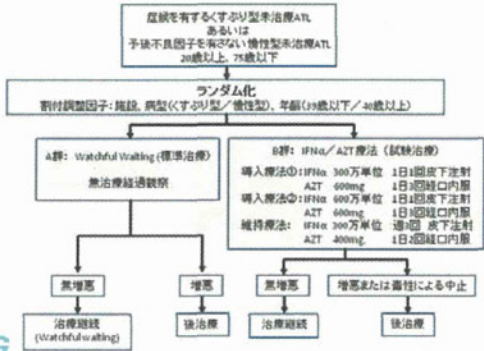 症候を有するくすぶり型未治療ATL
あるいは
予後不良因子を有さない慢性型未治療ATL
20歳以上、75歳以下
ランダム化
割付調整因子：施設、病型（くすぶり型／慢性型）、年齢（39歳以下／40歳以上）
A群： Watchful Waiting (標準治療)
無治療経過観察
B群： IFNα／AZT療法（試験治療）
導入療法①：IFNα 300万単位 1日1回皮下注射
AZT 600mg 1日3回経口内服
導入療法②：IFNα 600万単位 1日1回皮下注射
AZT 600mg 1日3回経口内服
維持療法： IFNα 300万単位 週3回 皮下注射
AZT 400mg 1日2回経口内服
無増悪
増悪
無増悪
増悪または毒性による中止
治療継続
(Watchful waiting)
後治療
治療継続
後治療